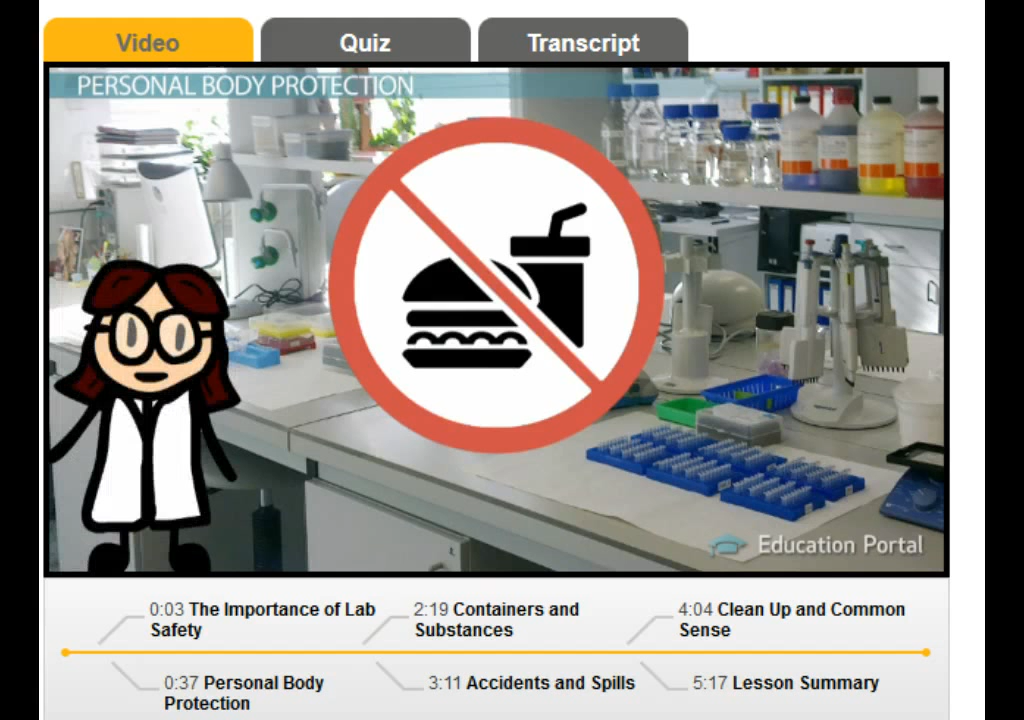 Video
Quiz
Transcript
PERSONAL BODY PROTECTION
Education Portal
0:03 The Importance of Lab
Safety
2:19 Containers and
Substances
4:04 Clean Up and Common
Sense
0:37 Personal Body
Protection
3:11 Accidents and Spills
5:17 Lesson Summary